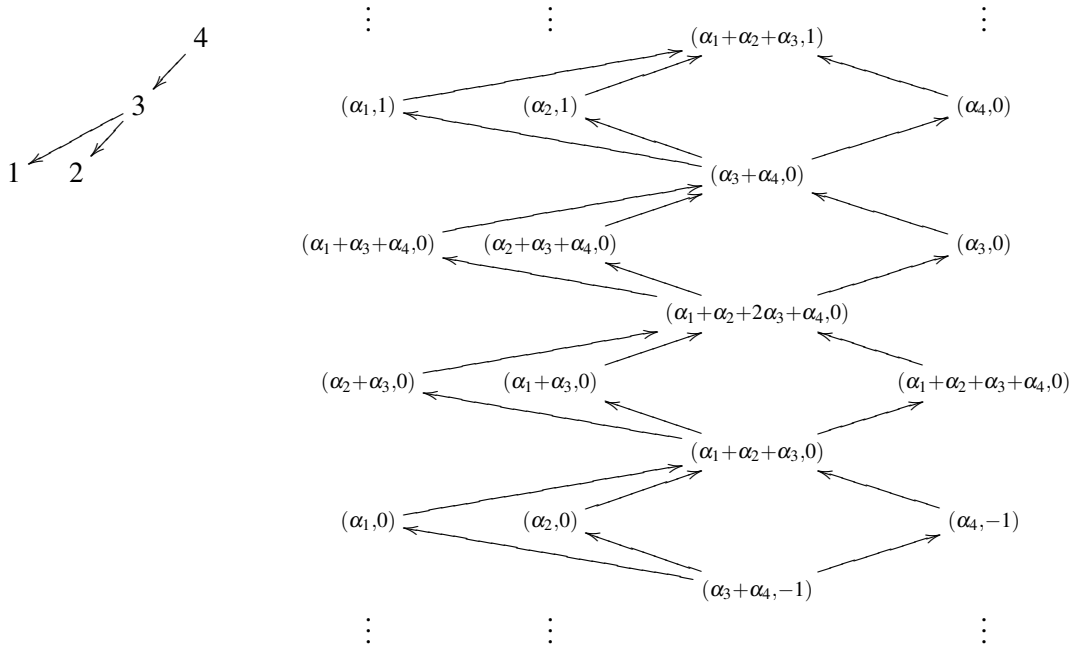 ⋮ ⋮ ⋮
(α₁+α₂+α₃,1)
4
3
(α₁,1) (α₂,1) (α₄,0)
1 2
(α₃+α₄,0)
(α₁+α₃+α₄,0) (α₂+α₃+α₄,0) (α₃,0)
(α₁+α₂+2α₃+α₄,0)
(α₂+α₃,0) (α₁+α₃,0) (α₁+α₂+α₃+α₄,0)
(α₁+α₂+α₃,0)
(α₁,0) (α₂,0) (α₄,−1)
(α₃+α₄,−1)
⋮ ⋮ ⋮